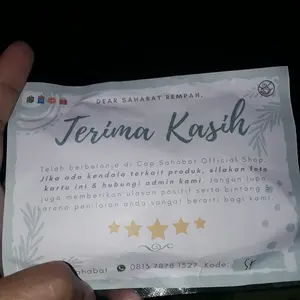 DEAR SAHABAT REMPAH,
Terima Kasih
Telah berbelanja di Cap Sahabat Official Shop.
Jika ada kendala terkait produk, silakan foto
kartu ini & hubungi admin kami. Jangan lupa
juga memberikan ulasan positif serta bintang 5
karena penilaian anda sangat berarti bagi kami.
sahabat 0813 7878 1527 Kode: